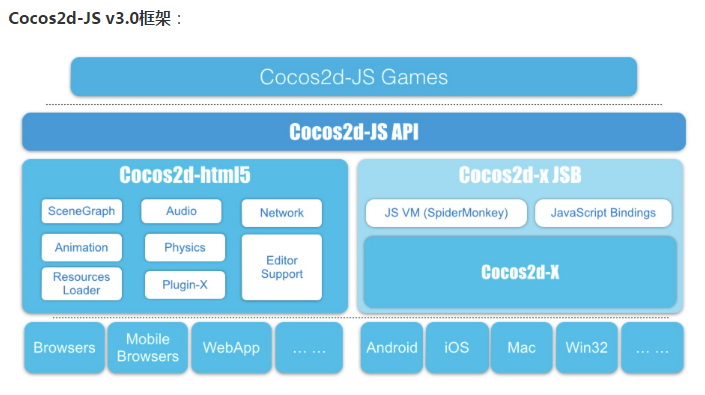 Cocos2d-JS v3.0框架：
Cocos2d-JS Games
Cocos2d-JS API
Cocos2d-html5
SceneGraph
Audio
Network
Animation
Physics
Editor
Support
Resources
Loader
Plugin-X
Cocos2d-x JSB
JS VM (SpiderMonkey)
JavaScript Bindings
Cocos2d-X
Browsers
Mobile
Browsers
WebApp
... ...
Android
iOS
Mac
Win32
... ...